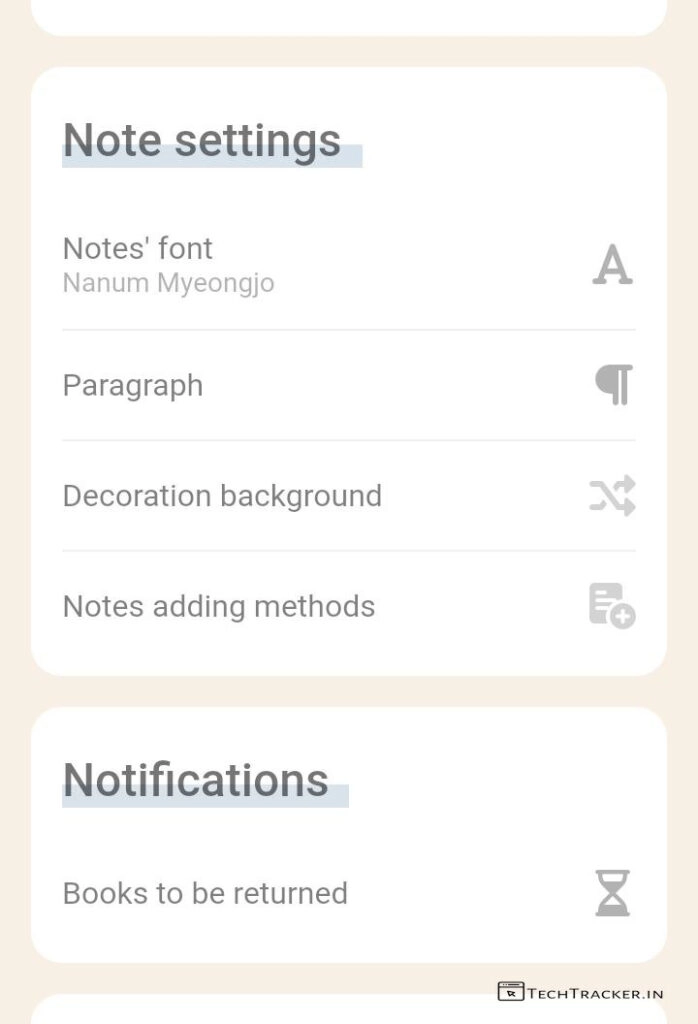 Note settings
Notes' font
Nanum Myeongjo
Paragraph
Decoration background
Notes adding methods
Notifications
Books to be returned
TECHTRACKER.IN